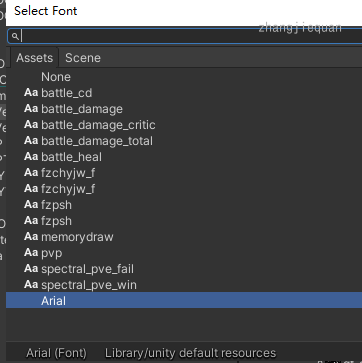 Select Font
zhangjiequan
Assets Scene
None
Aa battle_cd
Aa battle_damage
Aa battle_damage_critic
Aa battle_damage_total
Aa battle_heal
Aa fzchyjw_f
Aa fzchyjw_f
Aa fzpsh
Aa fzpsh
Aa memorydraw
Aa pvp
Aa spectral_pve_fail
Aa spectral_pve_win
Arial
Arial (Font) Library/unity default resources